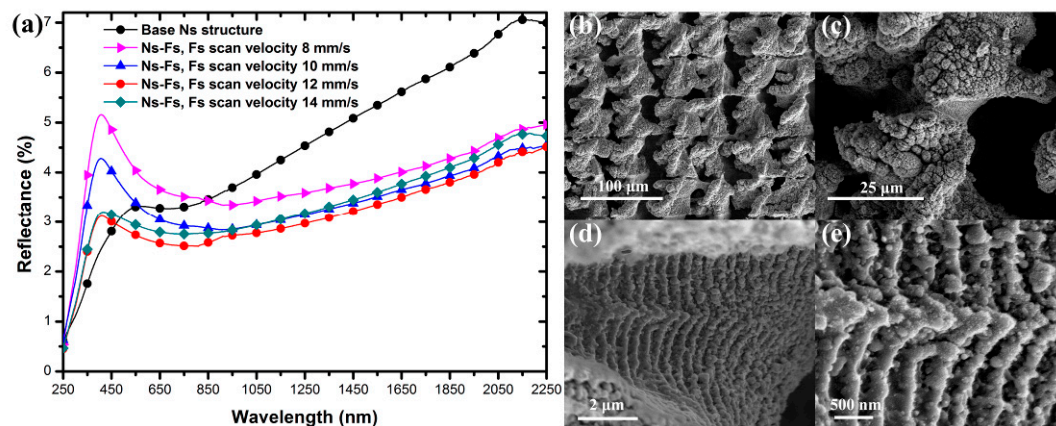 (a)
Base Ns structure
Ns-Fs, Fs scan velocity 8 mm/s
Ns-Fs, Fs scan velocity 10 mm/s
Ns-Fs, Fs scan velocity 12 mm/s
Ns-Fs, Fs scan velocity 14 mm/s
Reflectance (%)
7
6
5
4
3
2
1
0
250 450 650 850 1050 1250 1450 1650 1850 2050 2250
Wavelength (nm)
(b)
100 μm
(c)
25 μm
(d)
2 μm
(e)
500 nm